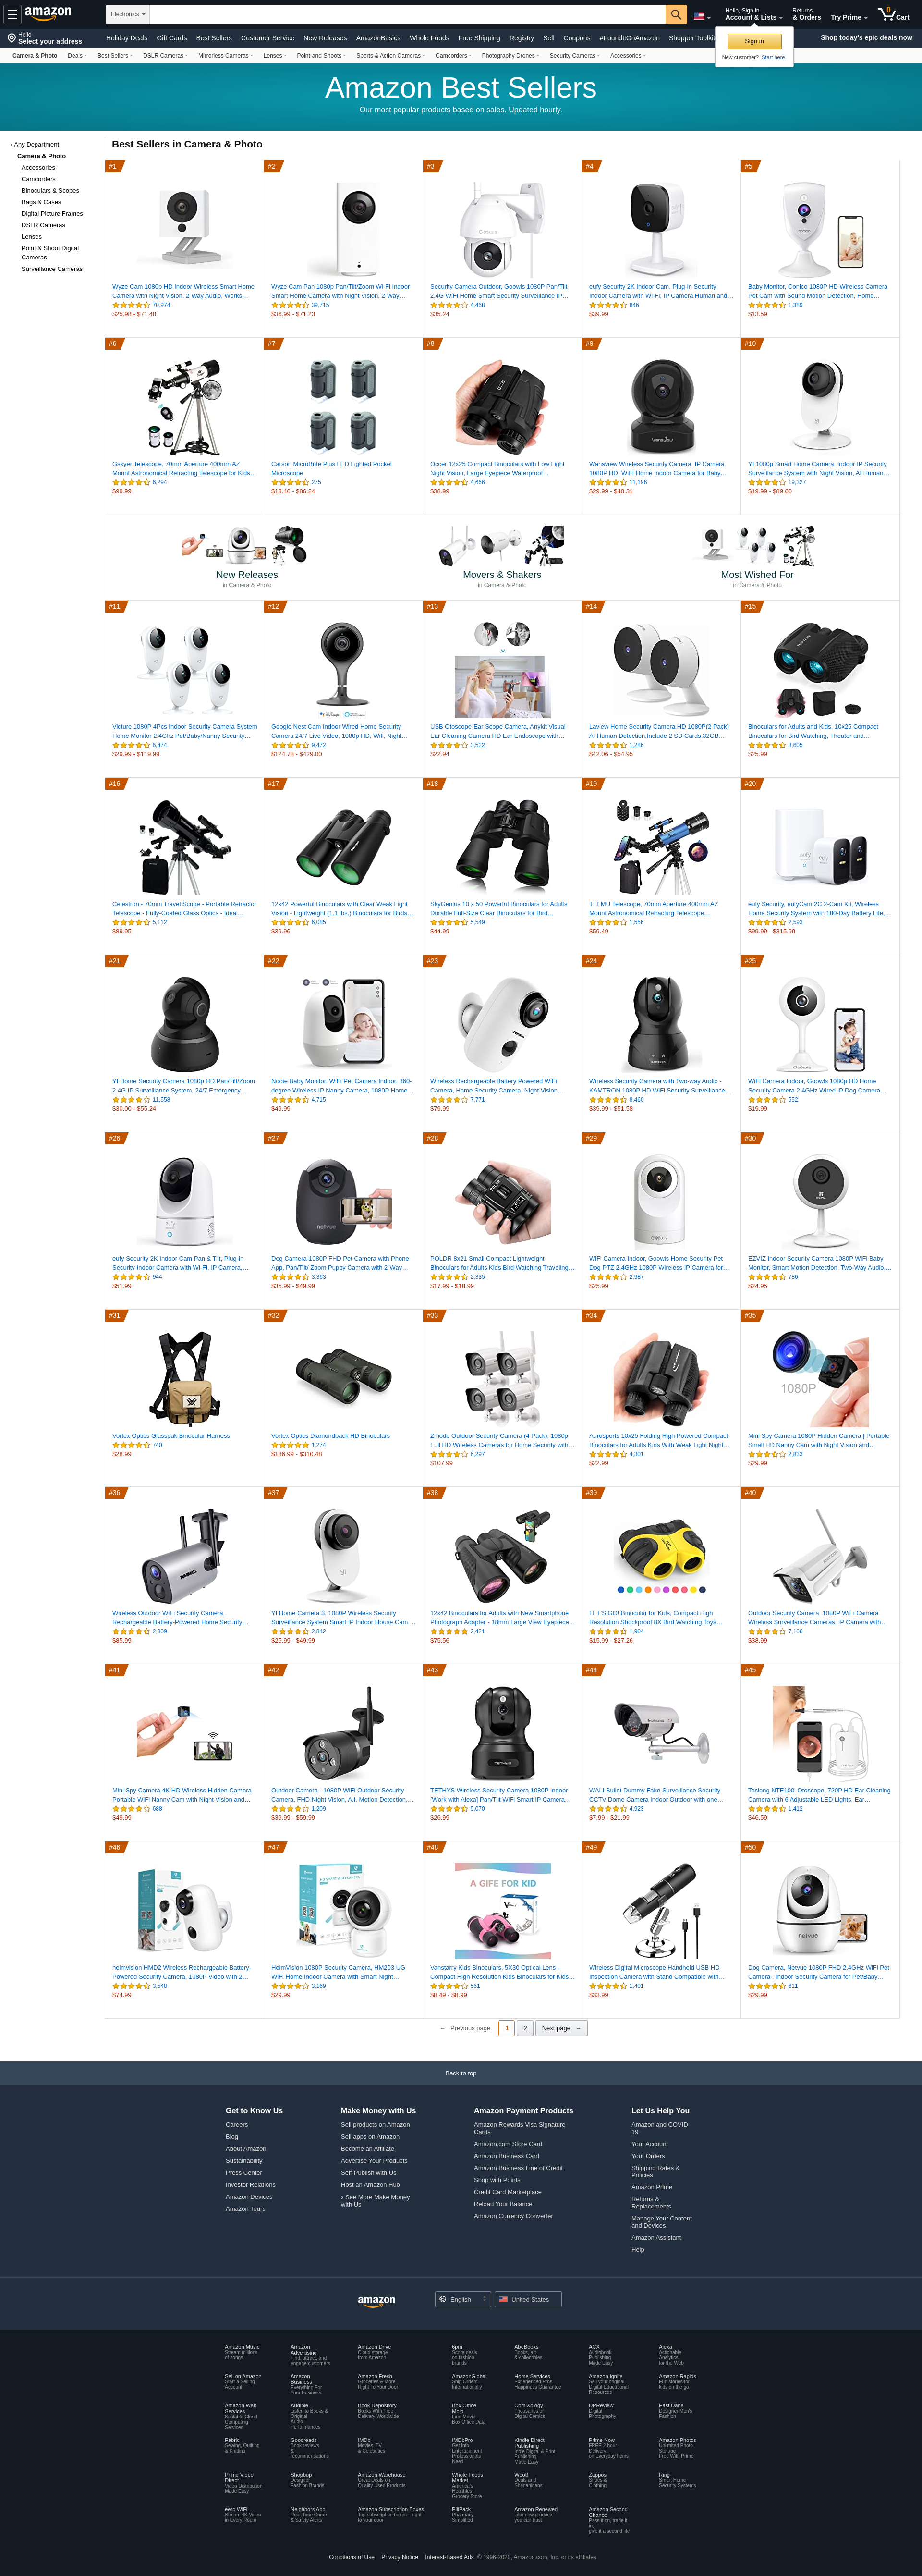 Hello
Select your address
amazon
Electronics
Hello, Sign in
Account & Lists
Returns
& Orders
Try Prime
0
Cart
Holiday Deals Gift Cards Best Sellers Customer Service New Releases AmazonBasics Whole Foods Free Shipping Registry Sell Coupons #FoundItOnAmazon Shopper Toolkit
Shop today's epic deals now
Sign in
New customer? Start here.
Camera & Photo Deals Best Sellers DSLR Cameras Mirrorless Cameras Lenses Point-and-Shoots Sports & Action Cameras Camcorders Photography Drones Security Cameras Accessories
Amazon Best Sellers
Our most popular products based on sales. Updated hourly.
‹ Any Department
Camera & Photo
Accessories
Camcorders
Binoculars & Scopes
Bags & Cases
Digital Picture Frames
DSLR Cameras
Lenses
Point & Shoot Digital
Cameras
Surveillance Cameras
Best Sellers in Camera & Photo
#1
Wyze Cam 1080p HD Indoor Wireless Smart Home
Camera with Night Vision, 2-Way Audio, Works…
70,974
$25.98 - $71.48
#2
Wyze Cam Pan 1080p Pan/Tilt/Zoom Wi-Fi Indoor
Smart Home Camera with Night Vision, 2-Way…
39,715
$36.99 - $71.23
#3
Security Camera Outdoor, Goowls 1080p Pan/Tilt
2.4G WiFi Home Smart Security Surveillance IP…
4,468
$35.24
#4
eufy Security 2K Indoor Cam, Plug-in Security
Indoor Camera with Wi-Fi, IP Camera,Human and…
846
$39.99
#5
Baby Monitor, Conico 1080P HD Wireless Camera
Pet Cam with Sound Motion Detection, Home…
1,389
$13.59
#6
Gskyer Telescope, 70mm Aperture 400mm AZ
Mount Astronomical Refracting Telescope for Kids…
6,294
$99.99
#7
Carson MicroBrite Plus LED Lighted Pocket
Microscope
275
$13.46 - $86.24
#8
Occer 12x25 Compact Binoculars with Low Light
Night Vision, Large Eyepiece Waterproof…
4,666
$38.99
#9
Wansview Wireless Security Camera, IP Camera
1080P HD, WiFi Home Indoor Camera for Baby…
11,196
$29.99 - $40.31
#10
YI 1080p Smart Home Camera, Indoor IP Security
Surveillance System with Night Vision, AI Human…
19,327
$19.99 - $89.00
New Releases
in Camera & Photo
Movers & Shakers
in Camera & Photo
Most Wished For
in Camera & Photo
#11
Victure 1080P 4Pcs Indoor Security Camera System
Home Monitor 2.4Ghz Pet/Baby/Nanny Security…
6,474
$29.99 - $119.99
#12
Google Nest Cam Indoor Wired Home Security
Camera 24/7 Live Video, 1080p HD, Wifi, Night…
9,472
$124.78 - $429.00
#13
USB Otoscope-Ear Scope Camera, Anykit Visual
Ear Cleaning Camera HD Ear Endoscope with…
3,522
$22.94
#14
Laview Home Security Camera HD 1080P(2 Pack)
AI Human Detection,Include 2 SD Cards,32GB…
1,286
$42.06 - $54.95
#15
Binoculars for Adults and Kids, 10x25 Compact
Binoculars for Bird Watching, Theater and…
3,605
$25.99
#16
Celestron - 70mm Travel Scope - Portable Refractor
Telescope - Fully-Coated Glass Optics - Ideal…
5,112
$89.95
#17
12x42 Powerful Binoculars with Clear Weak Light
Vision - Lightweight (1.1 lbs.) Binoculars for Birds…
6,085
$39.96
#18
SkyGenius 10 x 50 Powerful Binoculars for Adults
Durable Full-Size Clear Binoculars for Bird…
5,549
$44.99
#19
TELMU Telescope, 70mm Aperture 400mm AZ
Mount Astronomical Refracting Telescope…
1,556
$59.49
#20
eufy Security, eufyCam 2C 2-Cam Kit, Wireless
Home Security System with 180-Day Battery Life,…
2,593
$99.99 - $315.99
#21
YI Dome Security Camera 1080p HD Pan/Tilt/Zoom
2.4G IP Surveillance System, 24/7 Emergency…
11,558
$30.00 - $55.24
#22
Nooie Baby Monitor, WiFi Pet Camera Indoor, 360-
degree Wireless IP Nanny Camera, 1080P Home…
4,715
$49.99
#23
Wireless Rechargeable Battery Powered WiFi
Camera, Home Security Camera, Night Vision,…
7,771
$79.99
#24
Wireless Security Camera with Two-way Audio -
KAMTRON 1080P HD WiFi Security Surveillance…
8,460
$39.99 - $51.58
#25
WiFi Camera Indoor, Goowls 1080p HD Home
Security Camera 2.4GHz Wired IP Dog Camera…
552
$19.99
#26
eufy Security 2K Indoor Cam Pan & Tilt, Plug-in
Security Indoor Camera with Wi-Fi, IP Camera,…
944
$51.99
#27
netvue
Dog Camera-1080P FHD Pet Camera with Phone
App, Pan/Tilt/ Zoom Puppy Camera with 2-Way…
3,363
$35.99 - $49.99
#28
POLDR 8x21 Small Compact Lightweight
Binoculars for Adults Kids Bird Watching Traveling…
2,335
$17.99 - $18.99
#29
WiFi Camera Indoor, Goowls Home Security Pet
Dog PTZ 2.4GHz 1080P Wireless IP Camera for…
2,987
$25.99
#30
EZVIZ Indoor Security Camera 1080P WiFi Baby
Monitor, Smart Motion Detection, Two-Way Audio,…
786
$24.95
#31
Vortex Optics Glasspak Binocular Harness
740
$28.99
#32
Vortex Optics Diamondback HD Binoculars
1,274
$136.99 - $310.48
#33
Zmodo Outdoor Security Camera (4 Pack), 1080p
Full HD Wireless Cameras for Home Security with…
6,297
$107.99
#34
Aurosports 10x25 Folding High Powered Compact
Binoculars for Adults Kids With Weak Light Night…
4,301
$22.99
#35
1080P
Mini Spy Camera 1080P Hidden Camera | Portable
Small HD Nanny Cam with Night Vision and…
2,833
$29.99
#36
Wireless Outdoor WiFi Security Camera,
Rechargeable Battery-Powered Home Security…
2,309
$85.99
#37
YI Home Camera 3, 1080P Wireless Security
Surveillance System Smart IP Indoor House Cam,…
2,842
$25.99 - $49.99
#38
12x42 Binoculars for Adults with New Smartphone
Photograph Adapter - 18mm Large View Eyepiece…
2,421
$75.56
#39
LET'S GO! Binocular for Kids, Compact High
Resolution Shockproof 8X Bird Watching Toys…
1,904
$15.99 - $27.26
#40
Outdoor Security Camera, 1080P WiFi Camera
Wireless Surveillance Cameras, IP Camera with…
7,106
$38.99
#41
Mini Spy Camera 4K HD Wireless Hidden Camera
Portable WiFi Nanny Cam with Night Vision and…
688
$49.99
#42
Outdoor Camera - 1080P WiFi Outdoor Security
Camera, FHD Night Vision, A.I. Motion Detection,…
1,209
$39.99 - $59.99
#43
TETHYS Wireless Security Camera 1080P Indoor
[Work with Alexa] Pan/Tilt WiFi Smart IP Camera…
5,070
$26.99
#44
WALI Bullet Dummy Fake Surveillance Security
CCTV Dome Camera Indoor Outdoor with one…
4,923
$7.99 - $21.99
#45
Teslong NTE100i Otoscope, 720P HD Ear Cleaning
Camera with 6 Adjustable LED Lights, Ear…
1,412
$46.59
#46
heimvision HMD2 Wireless Rechargeable Battery-
Powered Security Camera, 1080P Video with 2…
3,548
$74.99
#47
HeimVision 1080P Security Camera, HM203 UG
WiFi Home Indoor Camera with Smart Night…
3,169
$29.99
#48
A GIFE FOR KID
Vanstarry Kids Binoculars, 5X30 Optical Lens -
Compact High Resolution Kids Binoculars for Kids…
561
$8.49 - $8.99
#49
Wireless Digital Microscope Handheld USB HD
Inspection Camera with Stand Compatible with…
1,401
$33.99
#50
netvue
Dog Camera, Netvue 1080P FHD 2.4GHz WiFi Pet
Camera , Indoor Security Camera for Pet/Baby…
611
$29.99
← Previous page 1 2 Next page →
Back to top
Get to Know Us
Careers
Blog
About Amazon
Sustainability
Press Center
Investor Relations
Amazon Devices
Amazon Tours
Make Money with Us
Sell products on Amazon
Sell apps on Amazon
Become an Affiliate
Advertise Your Products
Self-Publish with Us
Host an Amazon Hub
› See More Make Money
with Us
Amazon Payment Products
Amazon Rewards Visa Signature
Cards
Amazon.com Store Card
Amazon Business Card
Amazon Business Line of Credit
Shop with Points
Credit Card Marketplace
Reload Your Balance
Amazon Currency Converter
Let Us Help You
Amazon and COVID-
19
Your Account
Your Orders
Shipping Rates &
Policies
Amazon Prime
Returns &
Replacements
Manage Your Content
and Devices
Amazon Assistant
Help
amazon
English
United States
Amazon Music
Stream millions
of songs
Amazon
Advertising
Find, attract, and
engage customers
Amazon Drive
Cloud storage
from Amazon
6pm
Score deals
on fashion
brands
AbeBooks
Books, art
& collectibles
ACX
Audiobook
Publishing
Made Easy
Alexa
Actionable
Analytics
for the Web
Sell on Amazon
Start a Selling
Account
Amazon
Business
Everything For
Your Business
Amazon Fresh
Groceries & More
Right To Your Door
AmazonGlobal
Ship Orders
Internationally
Home Services
Experienced Pros
Happiness Guarantee
Amazon Ignite
Sell your original
Digital Educational
Resources
Amazon Rapids
Fun stories for
kids on the go
Amazon Web
Services
Scalable Cloud
Computing
Services
Audible
Listen to Books &
Original
Audio
Performances
Book Depository
Books With Free
Delivery Worldwide
Box Office
Mojo
Find Movie
Box Office Data
ComiXology
Thousands of
Digital Comics
DPReview
Digital
Photography
East Dane
Designer Men's
Fashion
Fabric
Sewing, Quilting
& Knitting
Goodreads
Book reviews
&
recommendations
IMDb
Movies, TV
& Celebrities
IMDbPro
Get Info
Entertainment
Professionals
Need
Kindle Direct
Publishing
Indie Digital & Print
Publishing
Made Easy
Prime Now
FREE 2-hour
Delivery
on Everyday Items
Amazon Photos
Unlimited Photo
Storage
Free With Prime
Prime Video
Direct
Video Distribution
Made Easy
Shopbop
Designer
Fashion Brands
Amazon Warehouse
Great Deals on
Quality Used Products
Whole Foods
Market
America's
Healthiest
Grocery Store
Woot!
Deals and
Shenanigans
Zappos
Shoes &
Clothing
Ring
Smart Home
Security Systems
eero WiFi
Stream 4K Video
in Every Room
Neighbors App
Real-Time Crime
& Safety Alerts
Amazon Subscription Boxes
Top subscription boxes – right
to your door
PillPack
Pharmacy
Simplified
Amazon Renewed
Like-new products
you can trust
Amazon Second
Chance
Pass it on, trade it
in,
give it a second life
Conditions of Use Privacy Notice Interest-Based Ads © 1996-2020, Amazon.com, Inc. or its affiliates